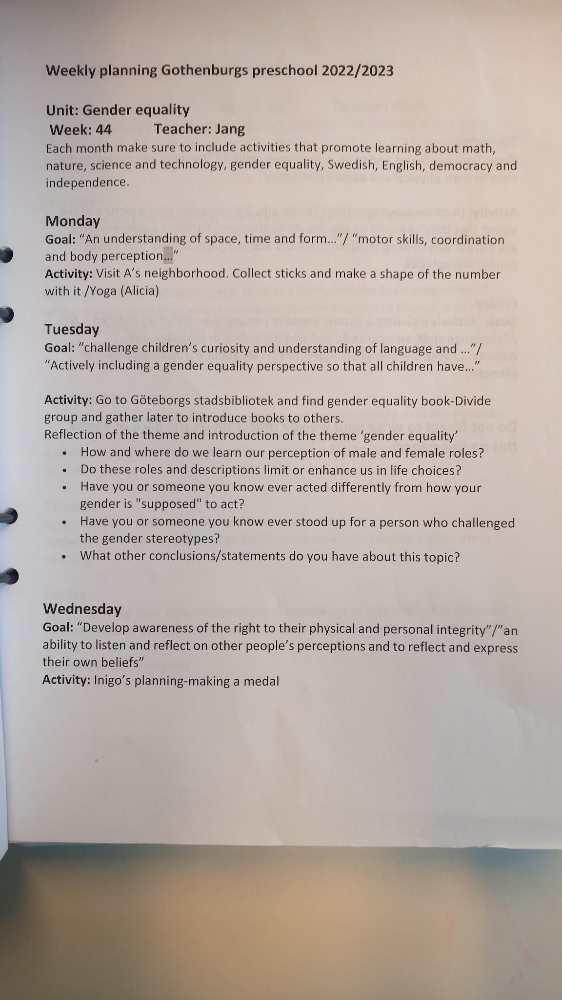 Weekly planning Gothenburgs preschool 2022/2023
Unit: Gender equality
Week: 44 Teacher: Jang
Each month make sure to include activities that promote learning about math,
nature, science and technology, gender equality, Swedish, English, democracy and
independence.
Monday
Goal: “An understanding of space, time and form...”/ “motor skills, coordination
and body perception...”
Activity: Visit A’s neighborhood. Collect sticks and make a shape of the number
with it /Yoga (Alicia)
Tuesday
Goal: “challenge children’s curiosity and understanding of language and ...”/
“Actively including a gender equality perspective so that all children have...”
Activity: Go to Göteborgs stadsbibliotek and find gender equality book-Divide
group and gather later to introduce books to others.
Reflection of the theme and introduction of the theme ‘gender equality’
• How and where do we learn our perception of male and female roles?
• Do these roles and descriptions limit or enhance us in life choices?
• Have you or someone you know ever acted differently from how your
gender is "supposed" to act?
• Have you or someone you know ever stood up for a person who challenged
the gender stereotypes?
• What other conclusions/statements do you have about this topic?
Wednesday
Goal: “Develop awareness of the right to their physical and personal integrity”/”an
ability to listen and reflect on other people’s perceptions and to reflect and express
their own beliefs”
Activity: Inigo’s planning-making a medal